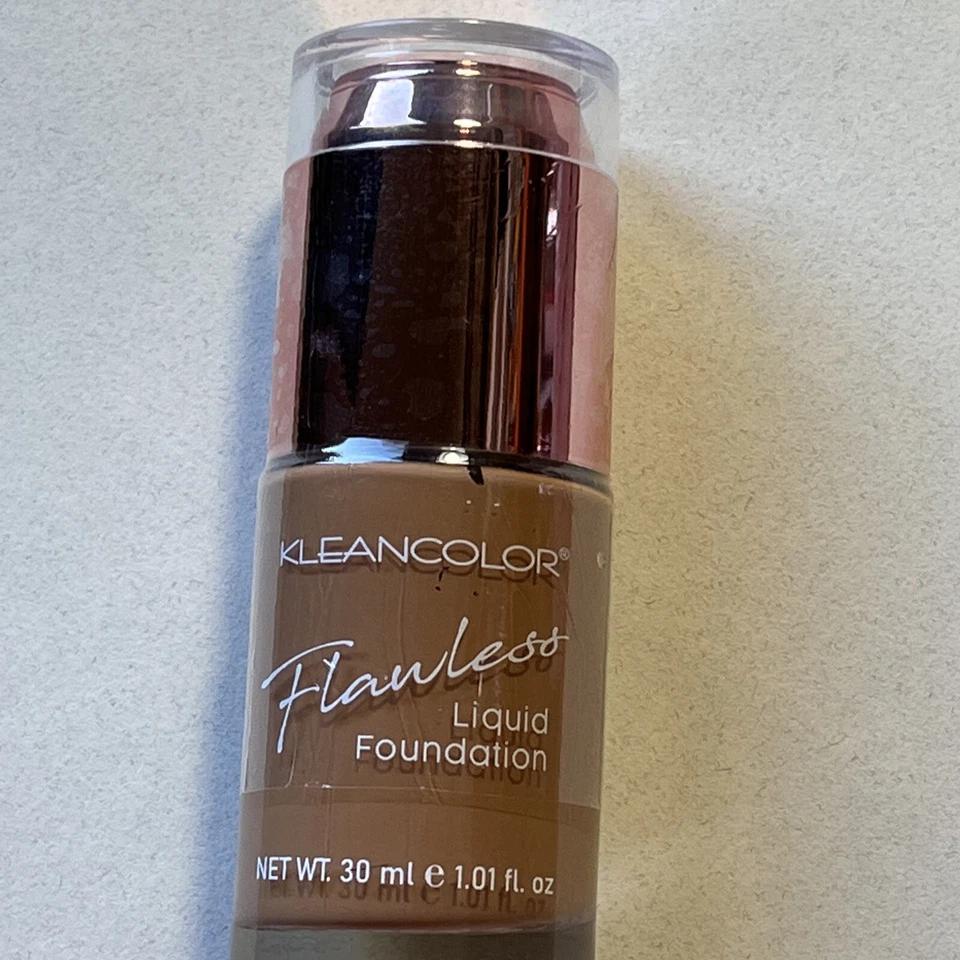 KLEANCOLOR®
Flawless
Liquid
Foundation
NET WT. 30 ml ℮ 1.01 fl. oz